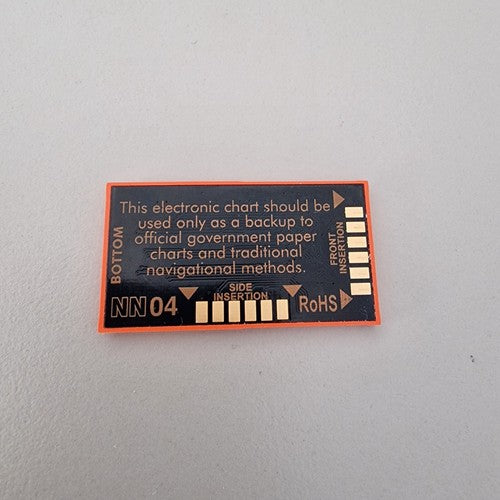 This electronic chart should be
used only as a backup to
official government paper
charts and traditional
navigational methods.
BOTTOM
FRONT
INSERTION
SIDE
INSERTION
NN04
RoHS